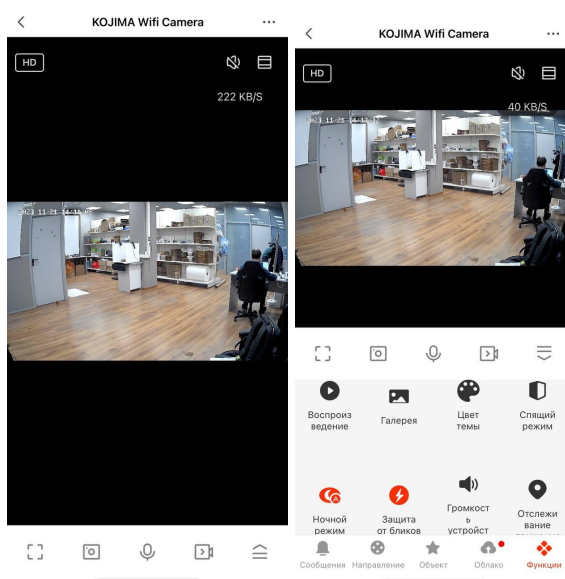 KOJIMA Wifi Camera
HD
222 KB/S
KOJIMA Wifi Camera
HD
40 KB/S
Воспроиз
ведение
Галерея
Цвет
темы
Спящий
режим
Ночной
режим
Защита
от бликов
Громкост
ь
устройст
Отслежи
вание
Сообщения
Направление
Объект
Облако
Функции